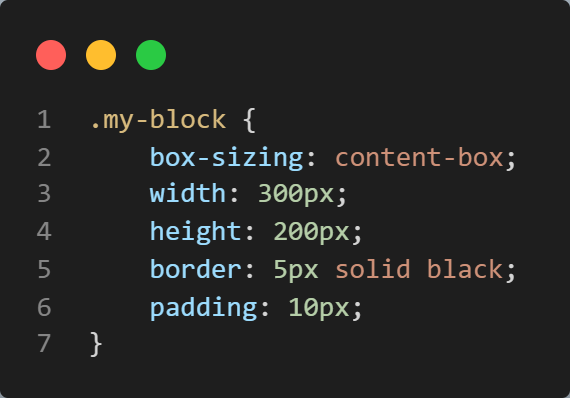 1 .my-block {
2     box-sizing: content-box;
3     width: 300px;
4     height: 200px;
5     border: 5px solid black;
6     padding: 10px;
7 }